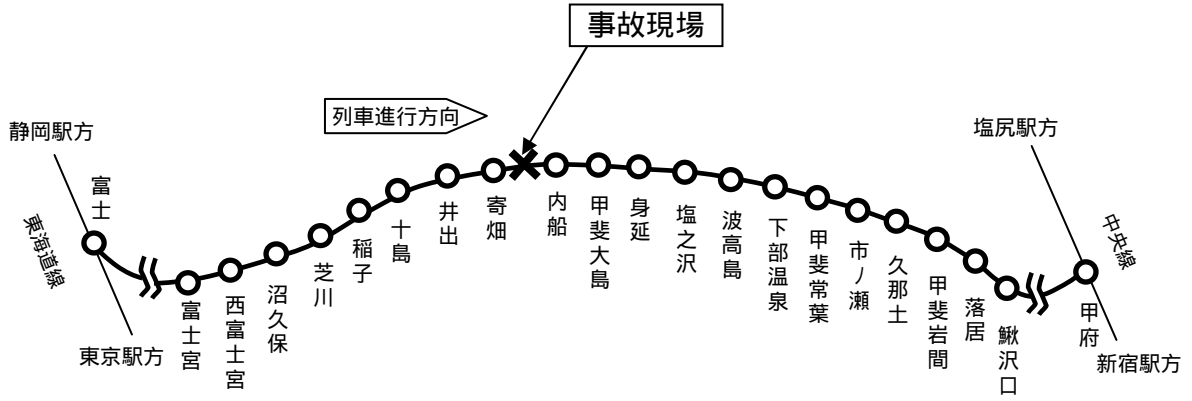 事故現場
列車進行方向
静岡駅方
塩尻駅方
富士
東海道線
東京駅方
富士宮
西富士宮
沼久保
芝川
稲子
十島
井出
寄畑
内船
甲斐大島
身延
塩之沢
波高島
下部温泉
甲斐常葉
市ノ瀬
久那土
甲斐岩間
落居
鰍沢口
甲府
中央線
新宿駅方